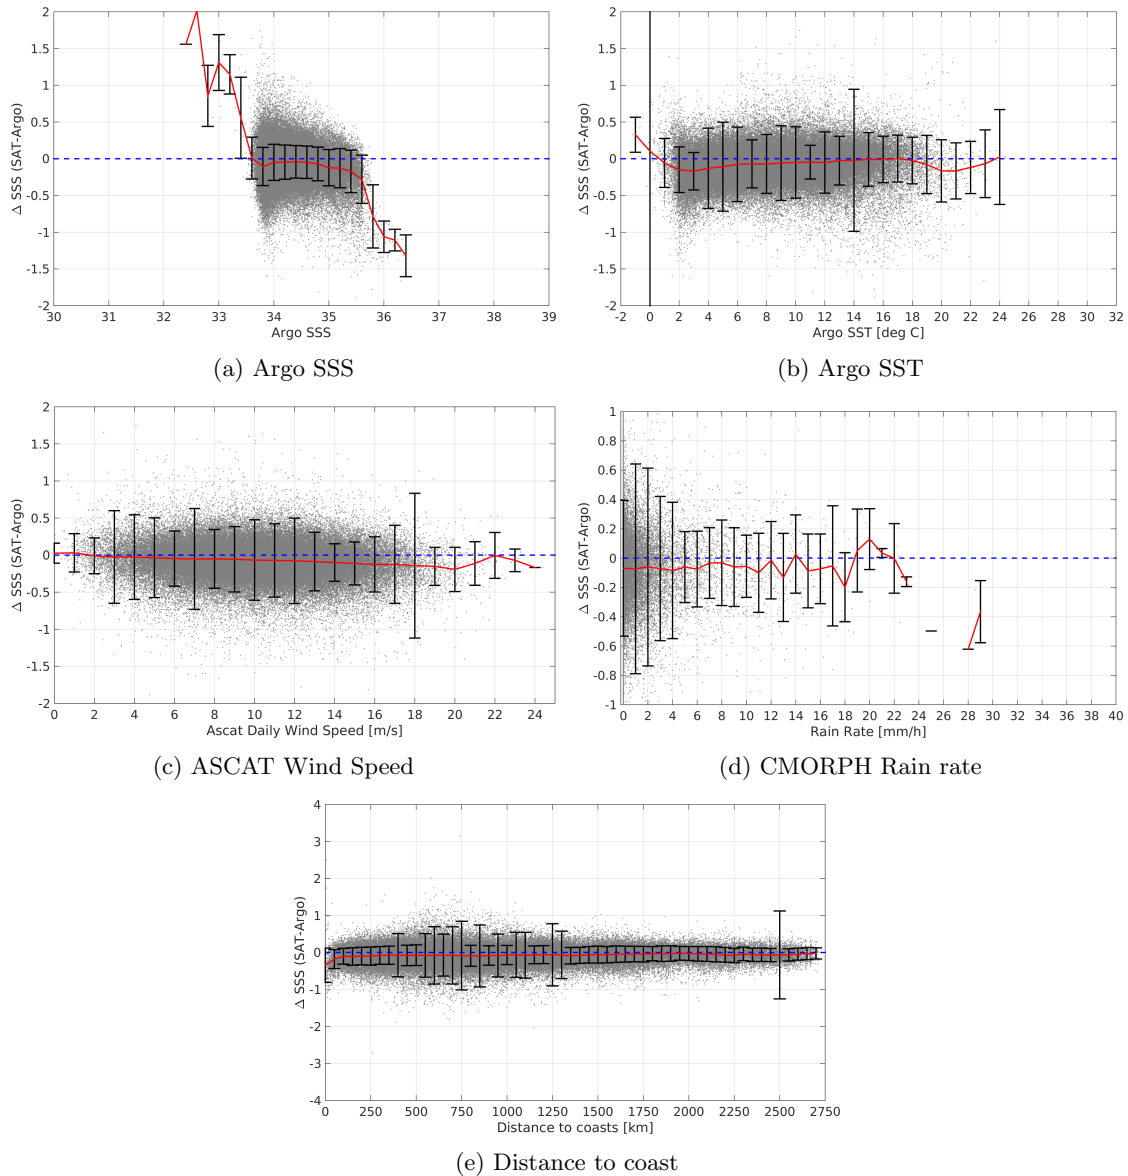 2
1.5
1
0.5
0
-0.5
-1
-1.5
-2
Δ SSS (SAT-Argo)
30 31 32 33 34 35 36 37 38 39
Argo SSS
(a) Argo SSS
2
1.5
1
0.5
0
-0.5
-1
-1.5
-2
Δ SSS (SAT-Argo)
-2 0 2 4 6 8 10 12 14 16 18 20 22 24 26 28 30 32
Argo SST [deg C]
(b) Argo SST
2
1.5
1
0.5
0
-0.5
-1
-1.5
-2
Δ SSS (SAT-Argo)
0 2 4 6 8 10 12 14 16 18 20 22 24
Ascat Daily Wind Speed [m/s]
(c) ASCAT Wind Speed
1
0.8
0.6
0.4
0.2
0
-0.2
-0.4
-0.6
-0.8
-1
Δ SSS (SAT-Argo)
0 2 4 6 8 10 12 14 16 18 20 22 24 26 28 30 32 34 36 38 40
Rain Rate [mm/h]
(d) CMORPH Rain rate
4
3
2
1
0
-1
-2
-3
-4
Δ SSS (SAT-Argo)
0 250 500 750 1000 1250 1500 1750 2000 2250 2500 2750
Distance to coasts [km]
(e) Distance to coast